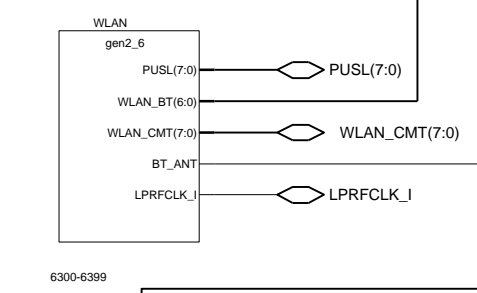 WLAN
gen2_6
PUSL(7:0) PUSL(7:0)
WLAN_BT(6:0)
WLAN_CMT(7:0) WLAN_CMT(7:0)
BT_ANT
LPRFCLK_I LPRFCLK_I
6300-6399